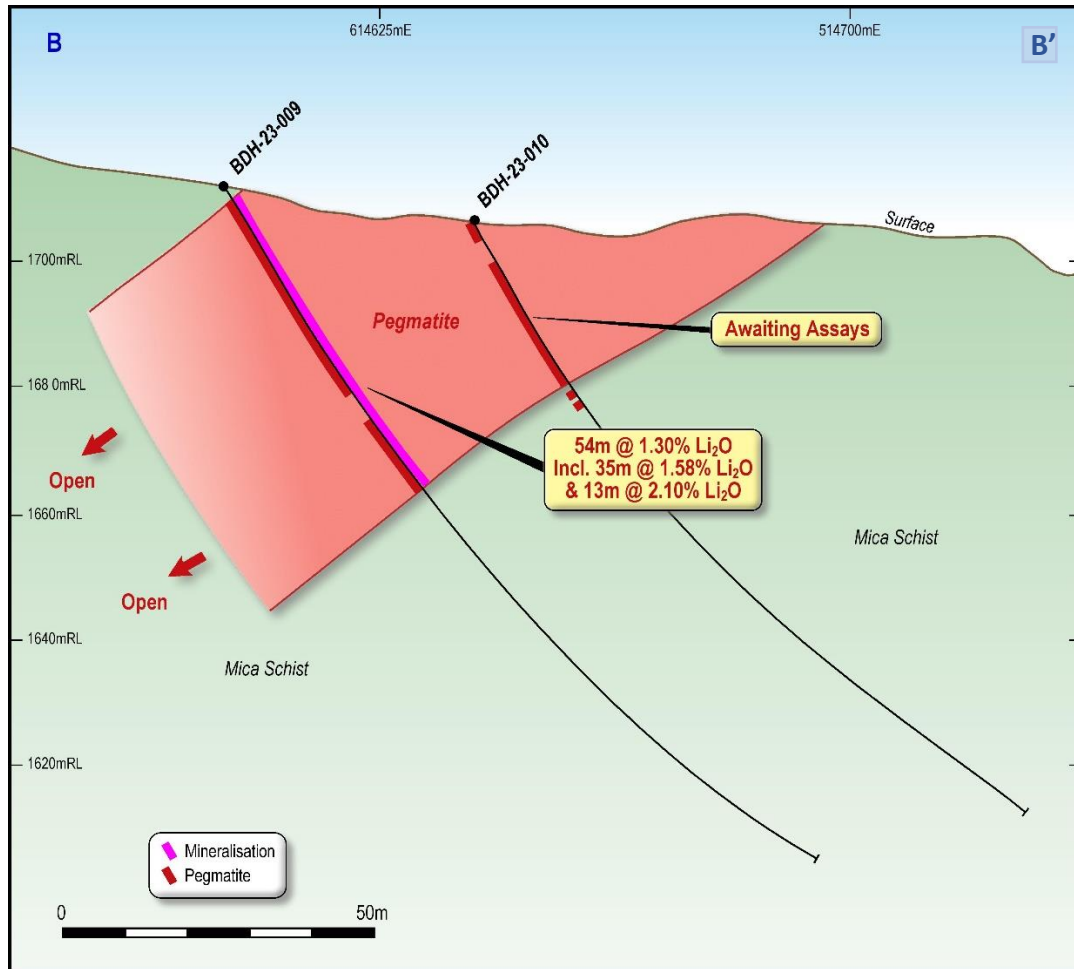 614625mE
514700mE
B
B'
BDH-23-009
BDH-23-010
Surface
1700mRL
Pegmatite
Awaiting Assays
168 0mRL
54m @ 1.30% Li₂O
Incl. 35m @ 1.58% Li₂O
& 13m @ 2.10% Li₂O
Open
1660mRL
Mica Schist
Open
1640mRL
Mica Schist
1620mRL
Mineralisation
Pegmatite
0
50m